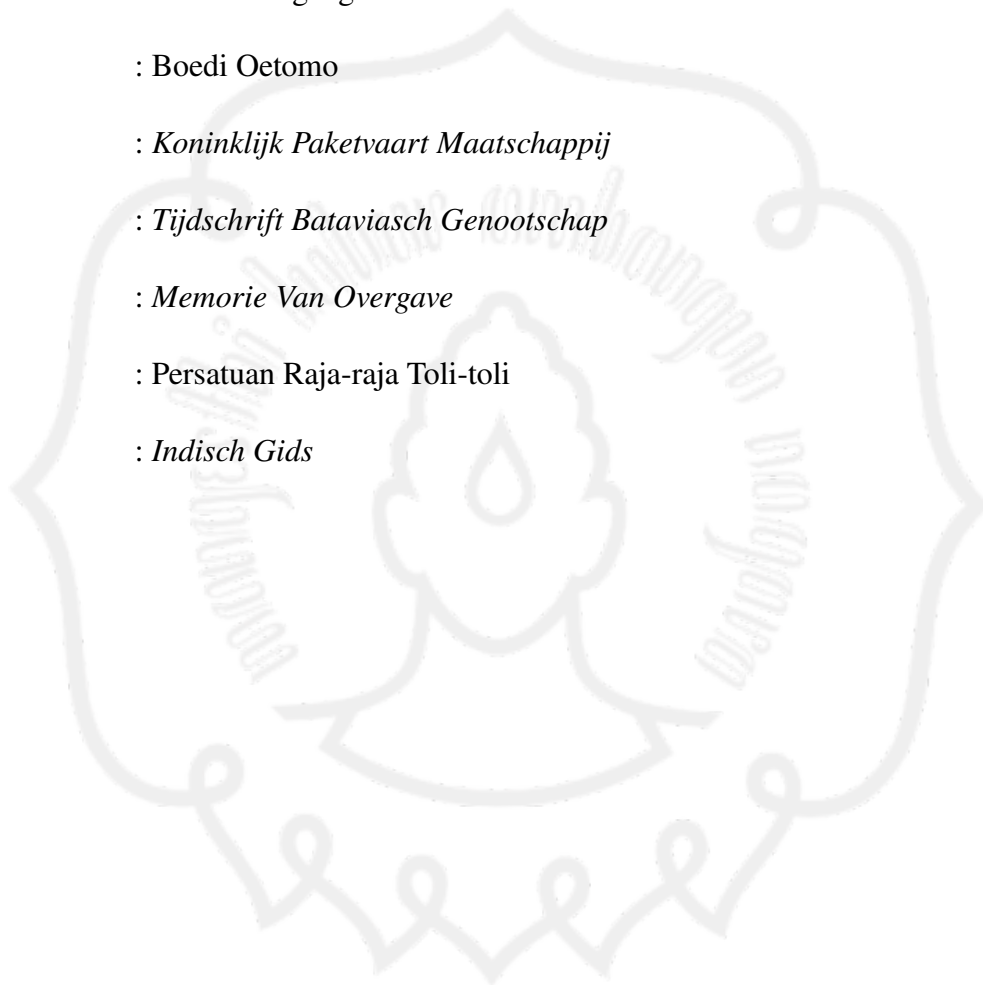 : Boedi Oetomo
: Koninklijk Paketvaart Maatschappij
: Tijdschrift Bataviasch Genootschap
: Memorie Van Overgave
: Persatuan Raja-raja Toli-toli
: Indisch Gids